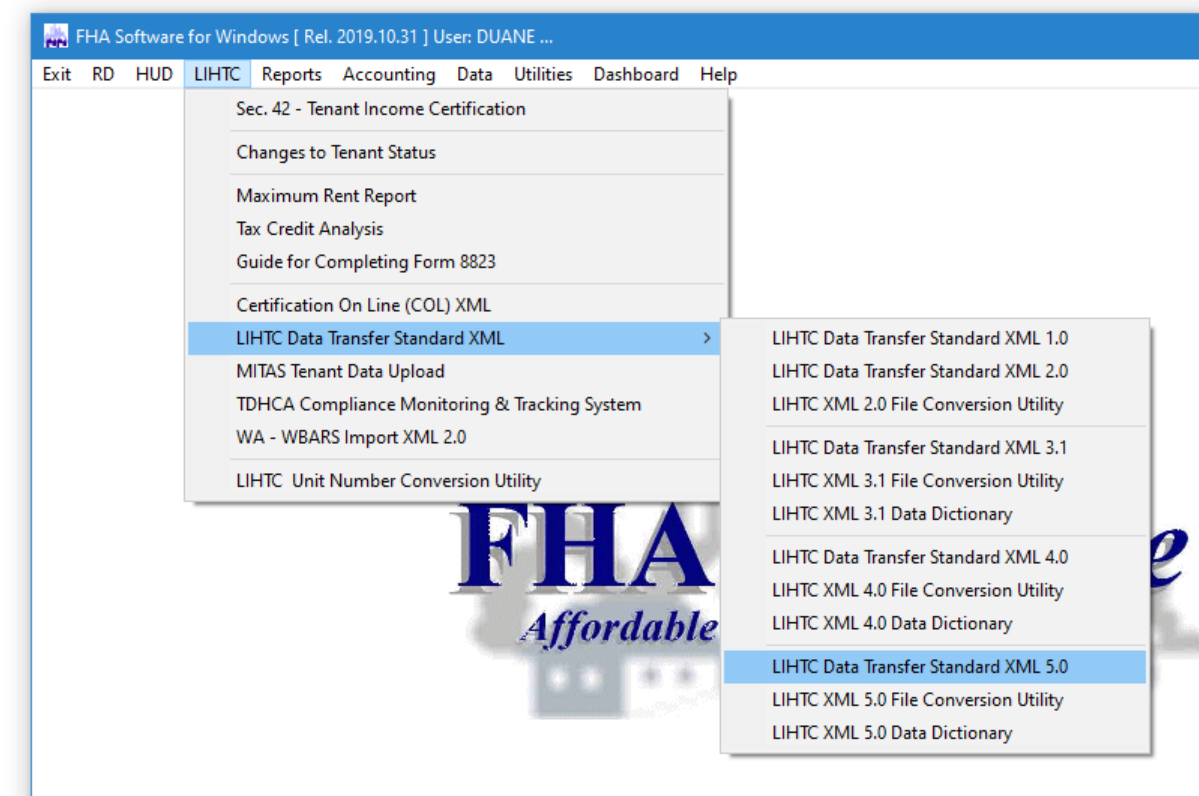 FHA Software for Windows [ Rel. 2019.10.31 ] User: DUANE ...
Exit RD HUD LIHTC Reports Accounting Data Utilities Dashboard Help
Sec. 42 - Tenant Income Certification
Changes to Tenant Status
Maximum Rent Report
Tax Credit Analysis
Guide for Completing Form 8823
Certification On Line (COL) XML
LIHTC Data Transfer Standard XML >
MITAS Tenant Data Upload
TDHCA Compliance Monitoring & Tracking System
WA - WBARS Import XML 2.0
LIHTC  Unit Number Conversion Utility
LIHTC Data Transfer Standard XML 1.0
LIHTC Data Transfer Standard XML 2.0
LIHTC XML 2.0 File Conversion Utility
LIHTC Data Transfer Standard XML 3.1
LIHTC XML 3.1 File Conversion Utility
LIHTC XML 3.1 Data Dictionary
LIHTC Data Transfer Standard XML 4.0
LIHTC XML 4.0 File Conversion Utility
LIHTC XML 4.0 Data Dictionary
LIHTC Data Transfer Standard XML 5.0
LIHTC XML 5.0 File Conversion Utility
LIHTC XML 5.0 Data Dictionary
FHA
Affordable